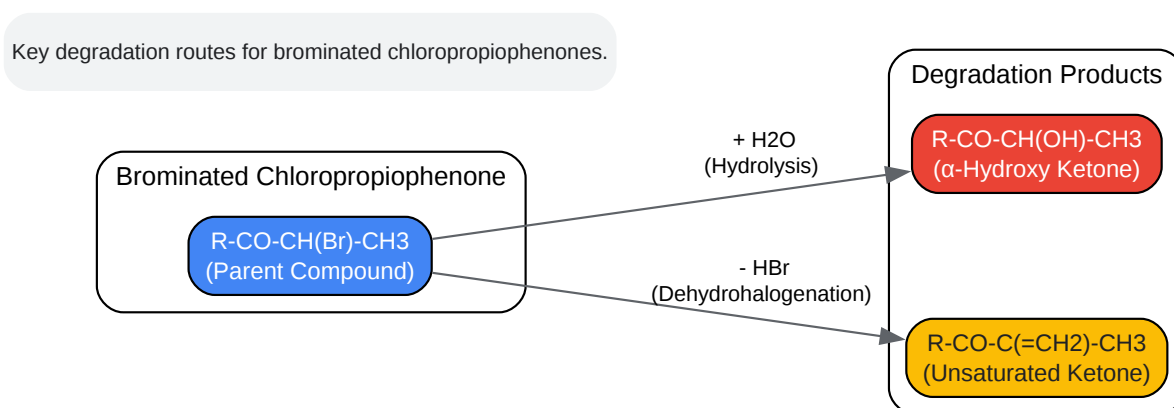 Key degradation routes for brominated chloropropiophenones.
Degradation Products
+ H2O
(Hydrolysis)
R-CO-CH(OH)-CH3
(α-Hydroxy Ketone)
Brominated Chloropropiophenone
R-CO-CH(Br)-CH3
(Parent Compound)
- HBr
(Dehydrohalogenation)
R-CO-C(=CH2)-CH3
(Unsaturated Ketone)